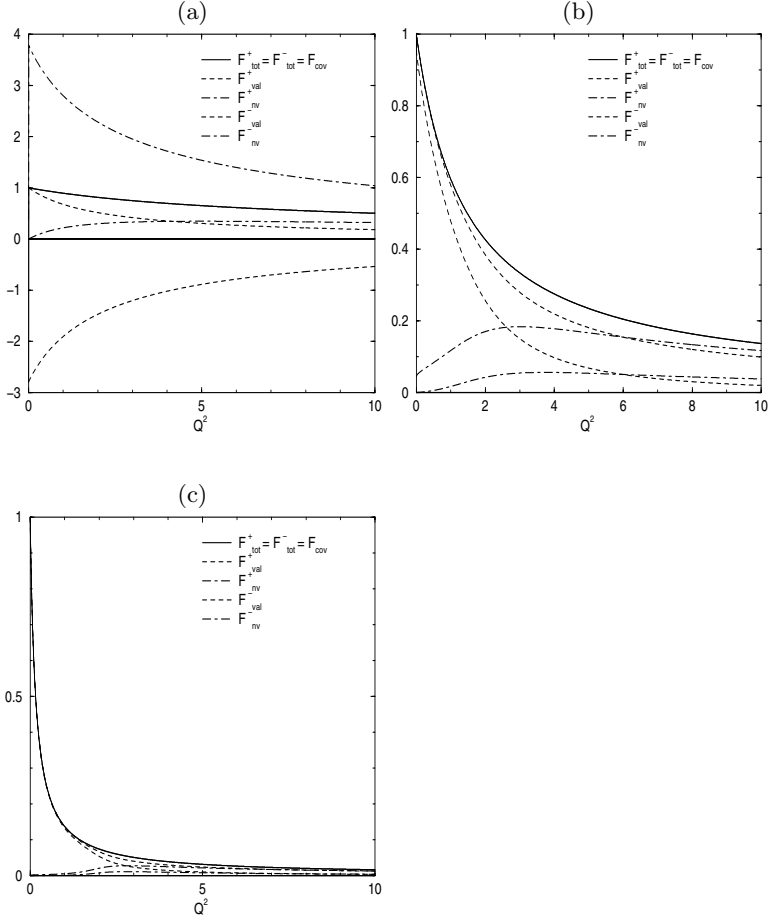 (a)
4
3
2
1
0
−1
−2
−3
0
5
10
Q²
F⁺tot = F⁻tot = Fcov
F⁺val
F⁺nv
F⁻val
F⁻nv
(b)
1
0.8
0.6
0.4
0.2
0
0
2
4
6
8
10
Q²
F⁺tot = F⁻tot = Fcov
F⁺val
F⁺nv
F⁻val
F⁻nv
(c)
1
0.5
0
0
5
10
Q²
F⁺tot = F⁻tot = Fcov
F⁺val
F⁺nv
F⁻val
F⁻nv